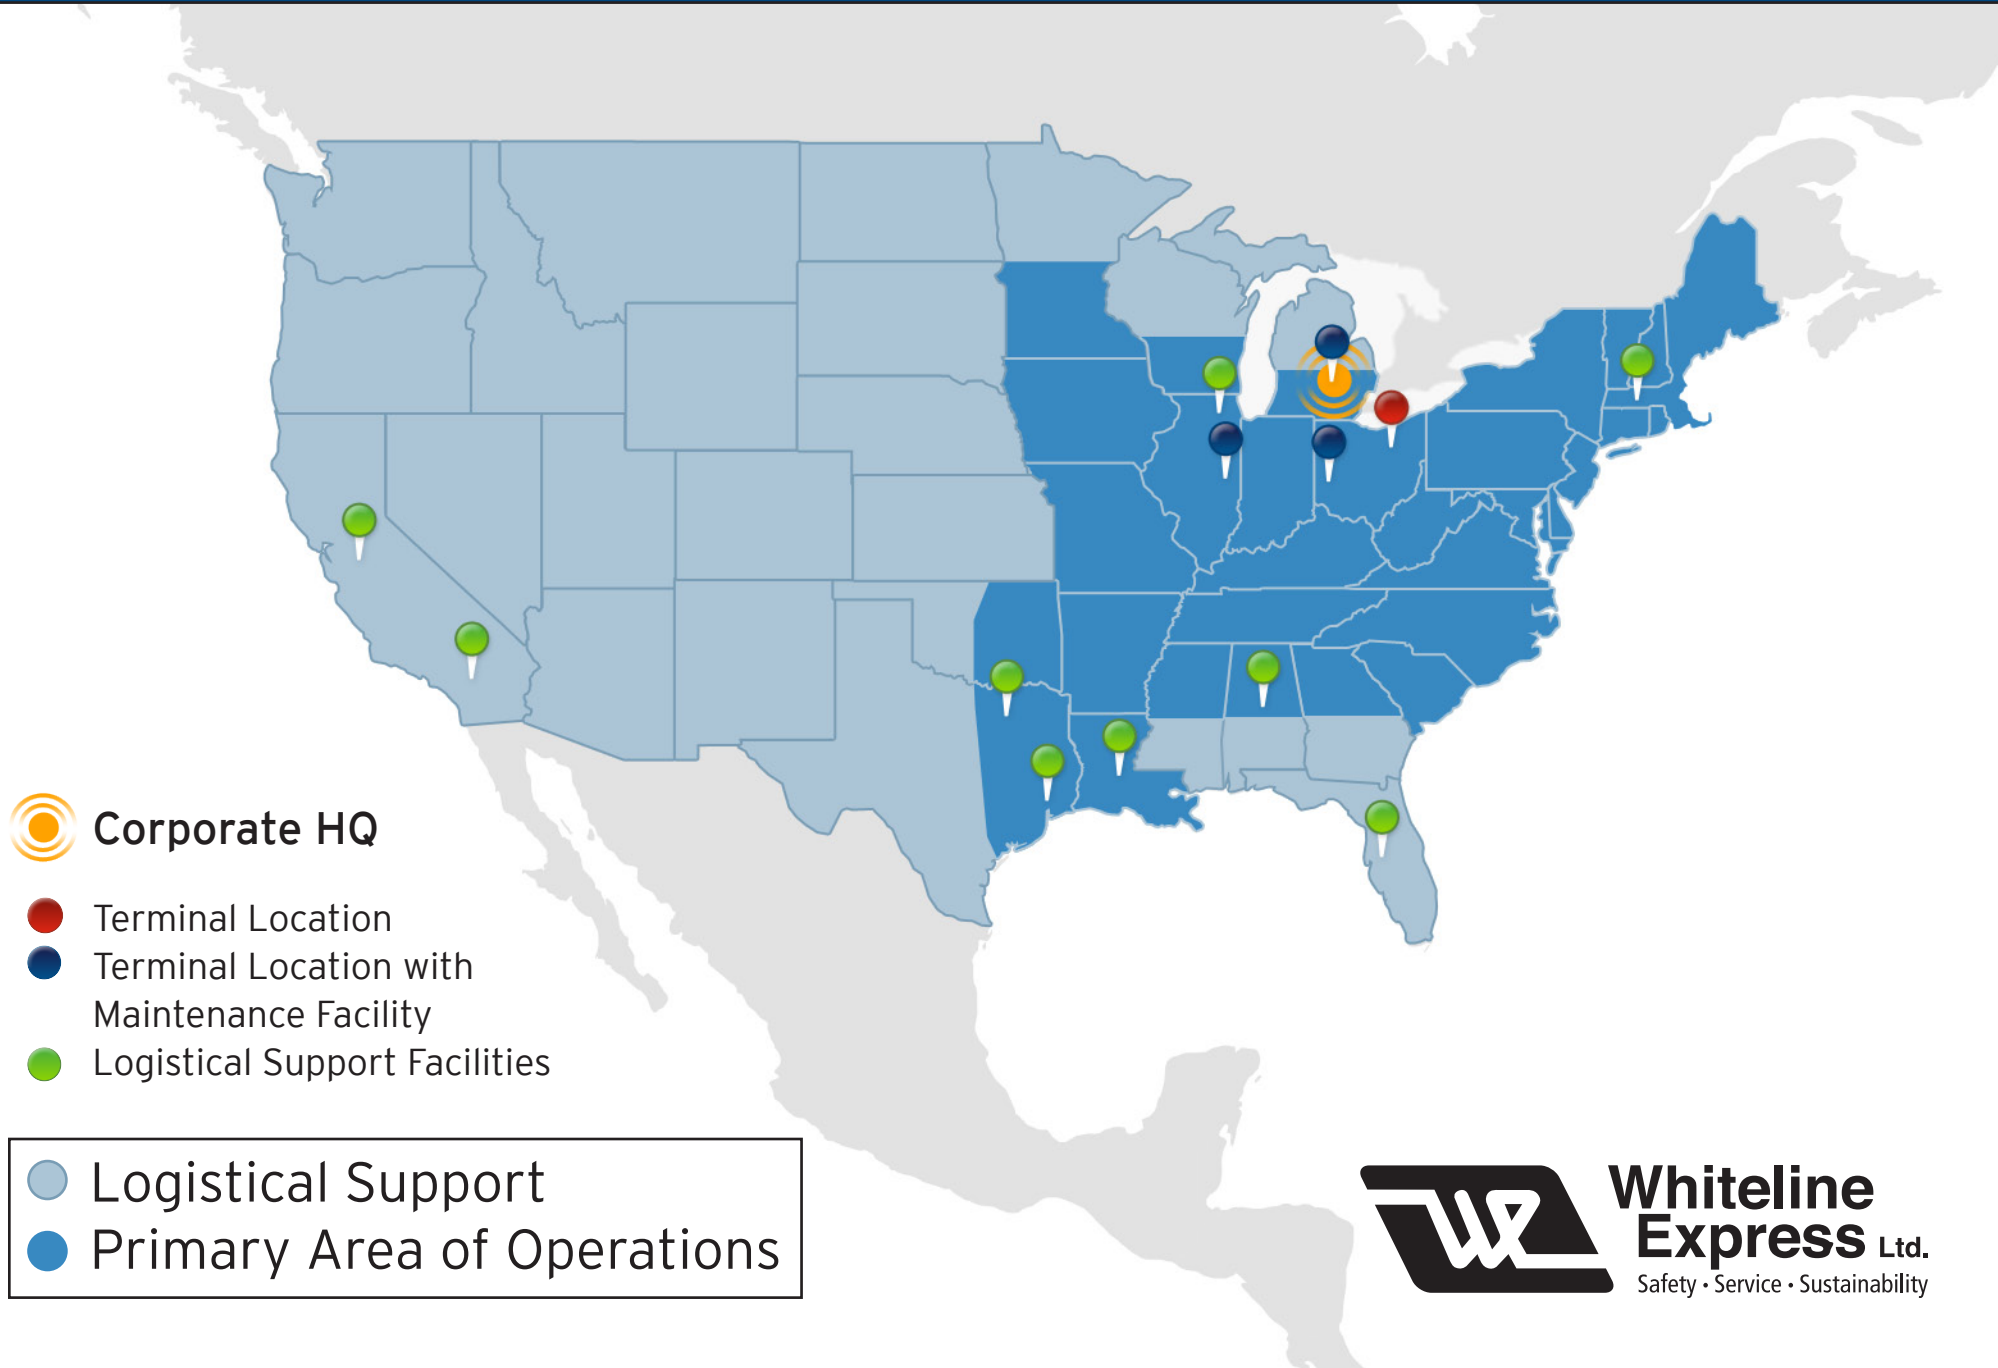 Corporate HQ
Terminal Location
Terminal Location with
Maintenance Facility
Logistical Support Facilities
Logistical Support
Primary Area of Operations
Whiteline
Express Ltd.
Safety • Service • Sustainability